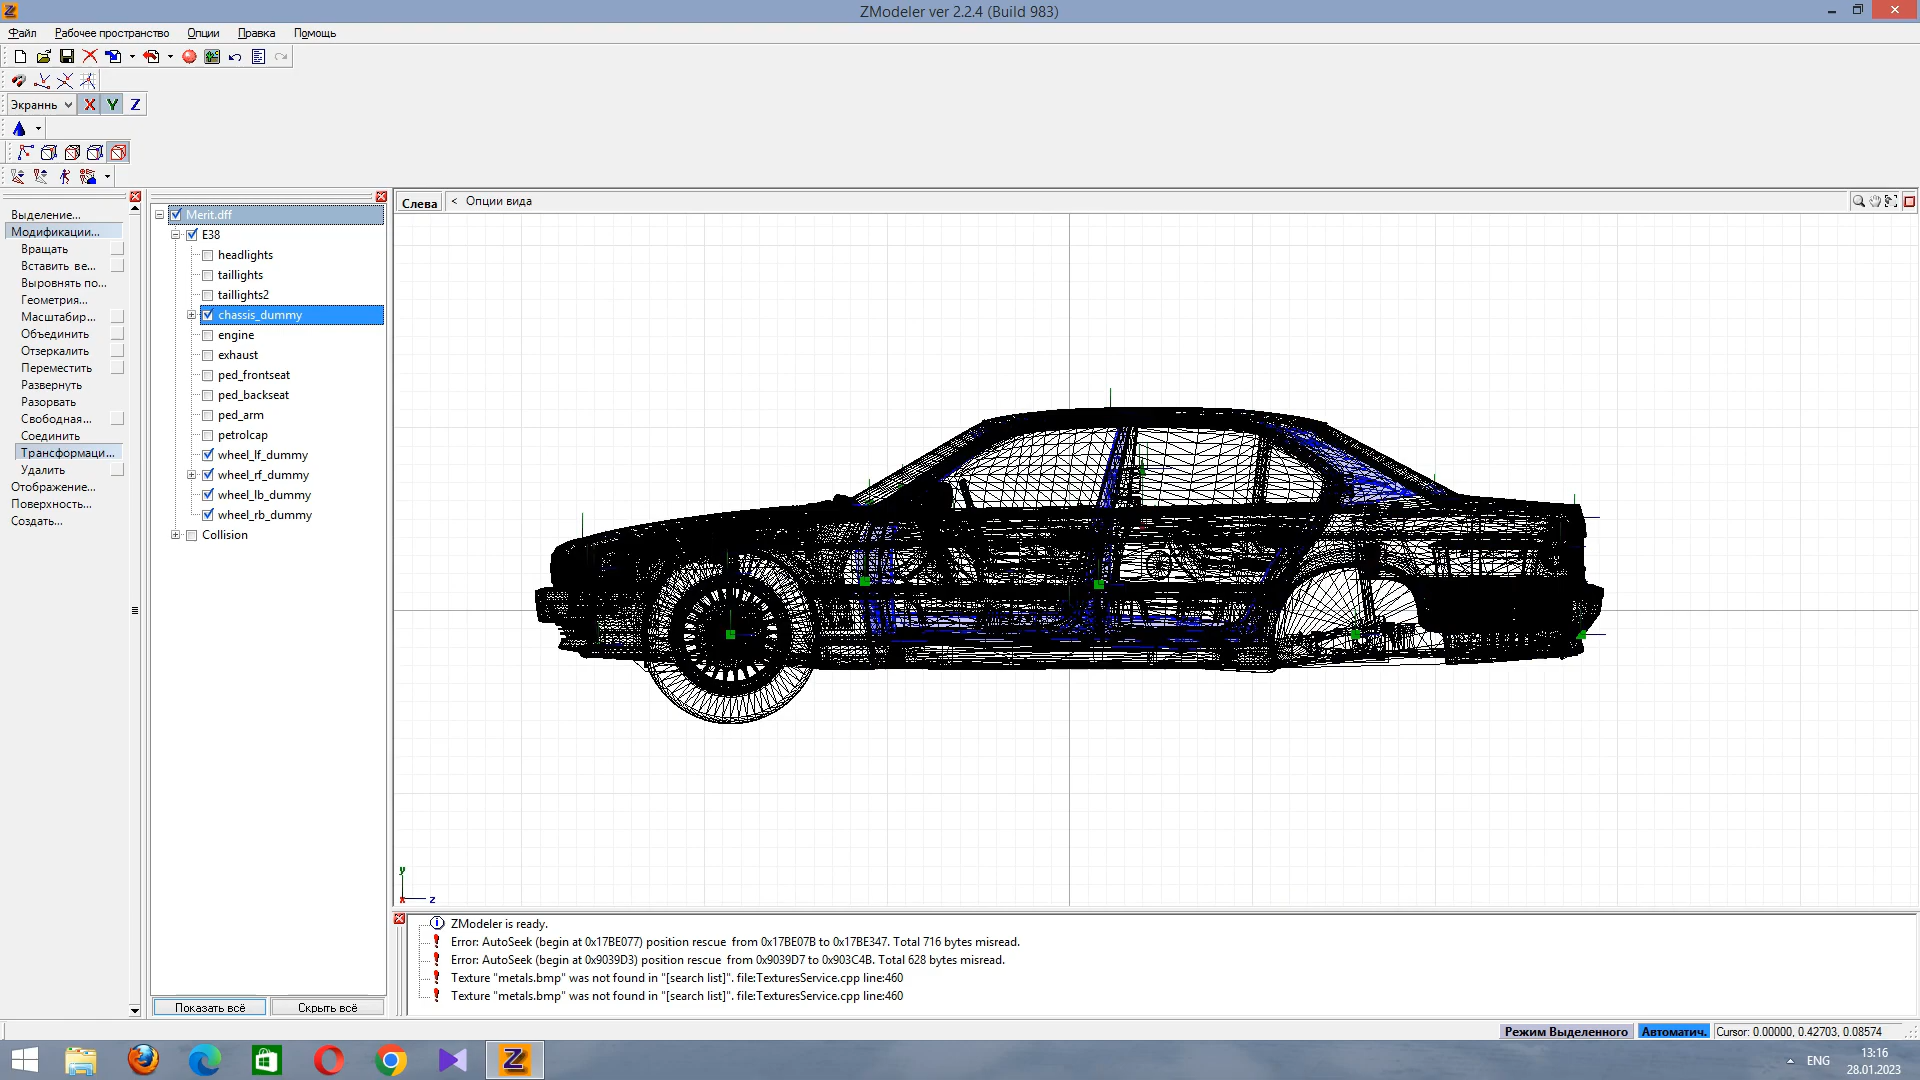 ZModeler ver 2.2.4 (Build 983)
Файл Рабочее пространство Опции Правка Помощь
Экраннь X Y Z
Слева < Опции вида
Выделение...
Модификации...
Вращать
Вставить ве...
Выровнять по...
Геометрия...
Масштабир...
Объединить
Отзеркалить
Переместить
Развернуть
Разорвать
Свободная...
Соединить
Трансформаци...
Удалить
Отображение...
Поверхность...
Создать...
Merit.dff
E38
headlights
taillights
taillights2
chassis_dummy
engine
exhaust
ped_frontseat
ped_backseat
ped_arm
petrolcap
wheel_lf_dummy
wheel_rf_dummy
wheel_lb_dummy
wheel_rb_dummy
Collision
Показать всё Скрыть всё
y
x z
ZModeler is ready.
Error: AutoSeek (begin at 0x17BE077) position rescue from 0x17BE07B to 0x17BE347. Total 716 bytes misread.
Error: AutoSeek (begin at 0x9039D3) position rescue from 0x9039D7 to 0x903C4B. Total 628 bytes misread.
Texture "metals.bmp" was not found in "[search list]". file:TexturesService.cpp line:460
Texture "metals.bmp" was not found in "[search list]". file:TexturesService.cpp line:460
Режим Выделенного Автоматич. Cursor: 0.00000, 0.42703, 0.08574
ENG 13:16
28.01.2023